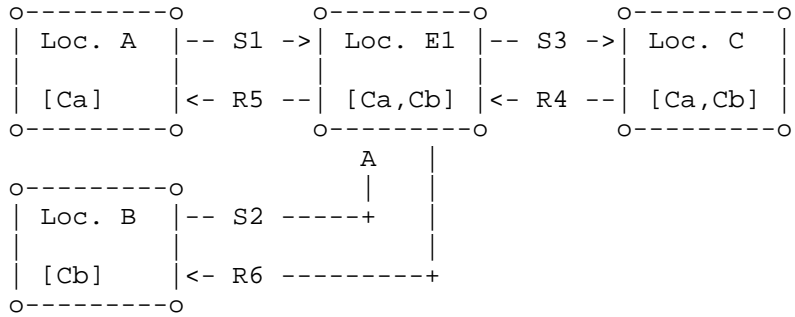 o---------o        o---------o        o---------o
| Loc. A  |-- S1 ->| Loc. E1 |-- S3 ->| Loc. C  |
|         |        |         |        |         |
| [Ca]    |<- R5 --| [Ca,Cb] |<- R4 --| [Ca,Cb] |
o---------o        o---------o        o---------o
                      A   |
o---------o           |   |
| Loc. B  |-- S2 -----+   |
|         |               |
| [Cb]    |<- R6 ---------+
o---------o